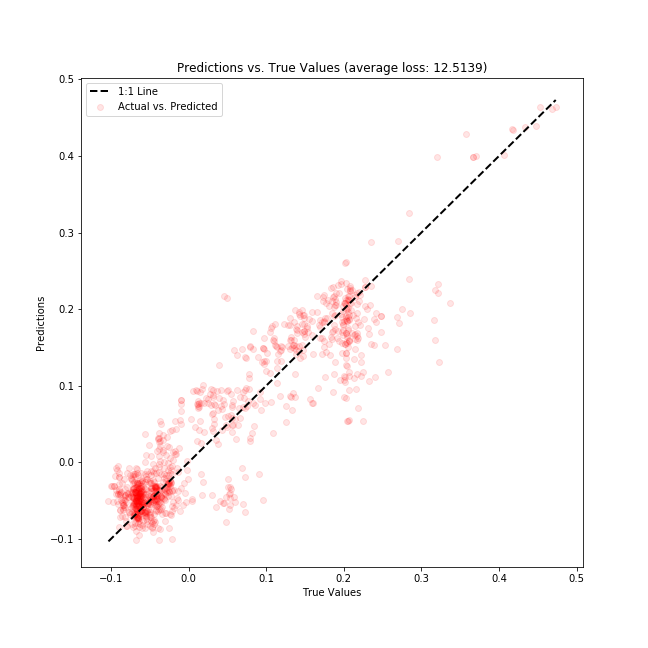 Predictions vs. True Values (average loss: 12.5139)
1:1 Line
Actual vs. Predicted
0.5
0.4
0.3
0.2
0.1
0.0
−0.1
Predictions
−0.1 0.0 0.1 0.2 0.3 0.4 0.5
True Values